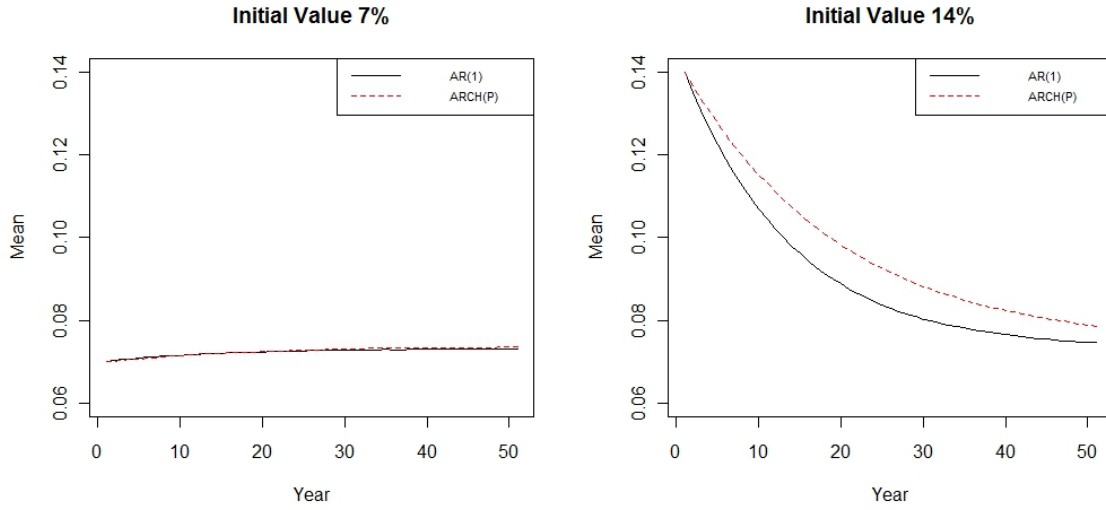 Initial Value 7%
0.14
0.12
0.10
0.08
0.06
Mean
AR(1)
ARCH(P)
0 10 20 30 40 50
Year
Initial Value 14%
0.14
0.12
0.10
0.08
0.06
Mean
AR(1)
ARCH(P)
0 10 20 30 40 50
Year